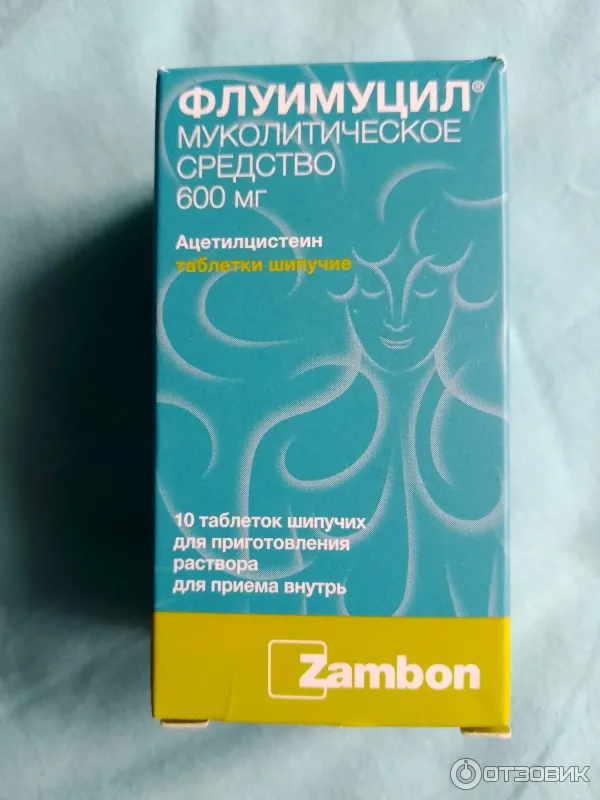 ФЛУИМУЦИЛ®
МУКОЛИТИЧЕСКОЕ
СРЕДСТВО
600 мг
Ацетилцистеин
таблетки шипучие
10 таблеток шипучих
для приготовления
раствора
для приема внутрь
Zambon
ОТЗОВИК